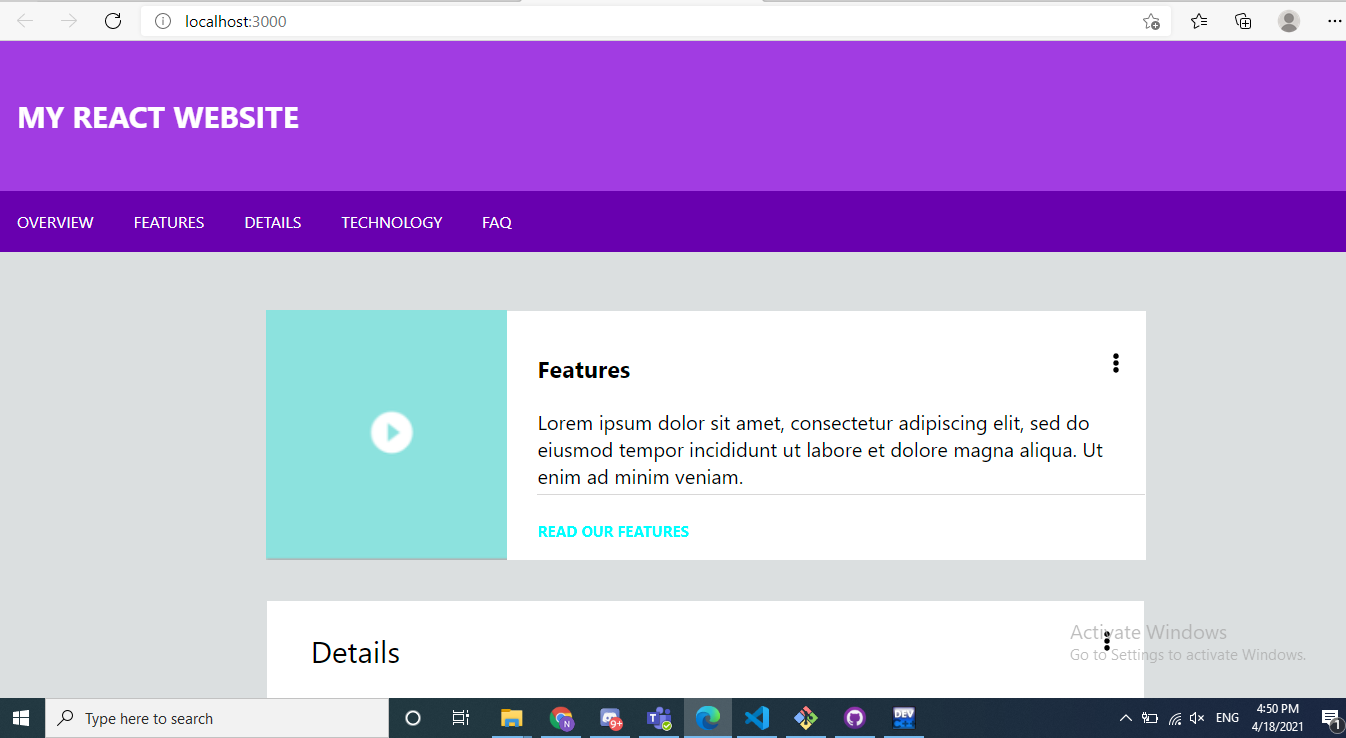 localhost:3000
MY REACT WEBSITE
OVERVIEW FEATURES DETAILS TECHNOLOGY FAQ
Features
Lorem ipsum dolor sit amet, consectetur adipiscing elit, sed do
eiusmod tempor incididunt ut labore et dolore magna aliqua. Ut
enim ad minim veniam.
READ OUR FEATURES
Details
Activate Windows
Go to Settings to activate Windows.
Type here to search
N
9+
T
DEV
ENG
4:50 PM
4/18/2021
1